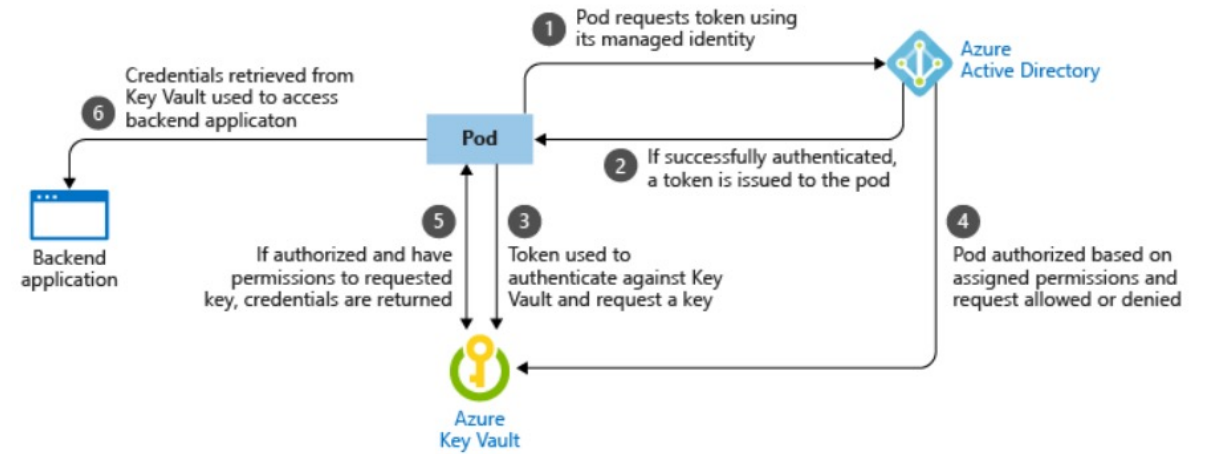 1
Pod requests token using
its managed identity
Azure
Active Directory
Credentials retrieved from
Key Vault used to access
backend applicaton
6
Pod
2
If successfully authenticated,
a token is issued to the pod
5
If authorized and have
permissions to requested
key, credentials are returned
3
Token used to
authenticate against Key
Vault and request a key
4
Pod authorized based on
assigned permissions and
request allowed or denied
Backend
application
Azure
Key Vault